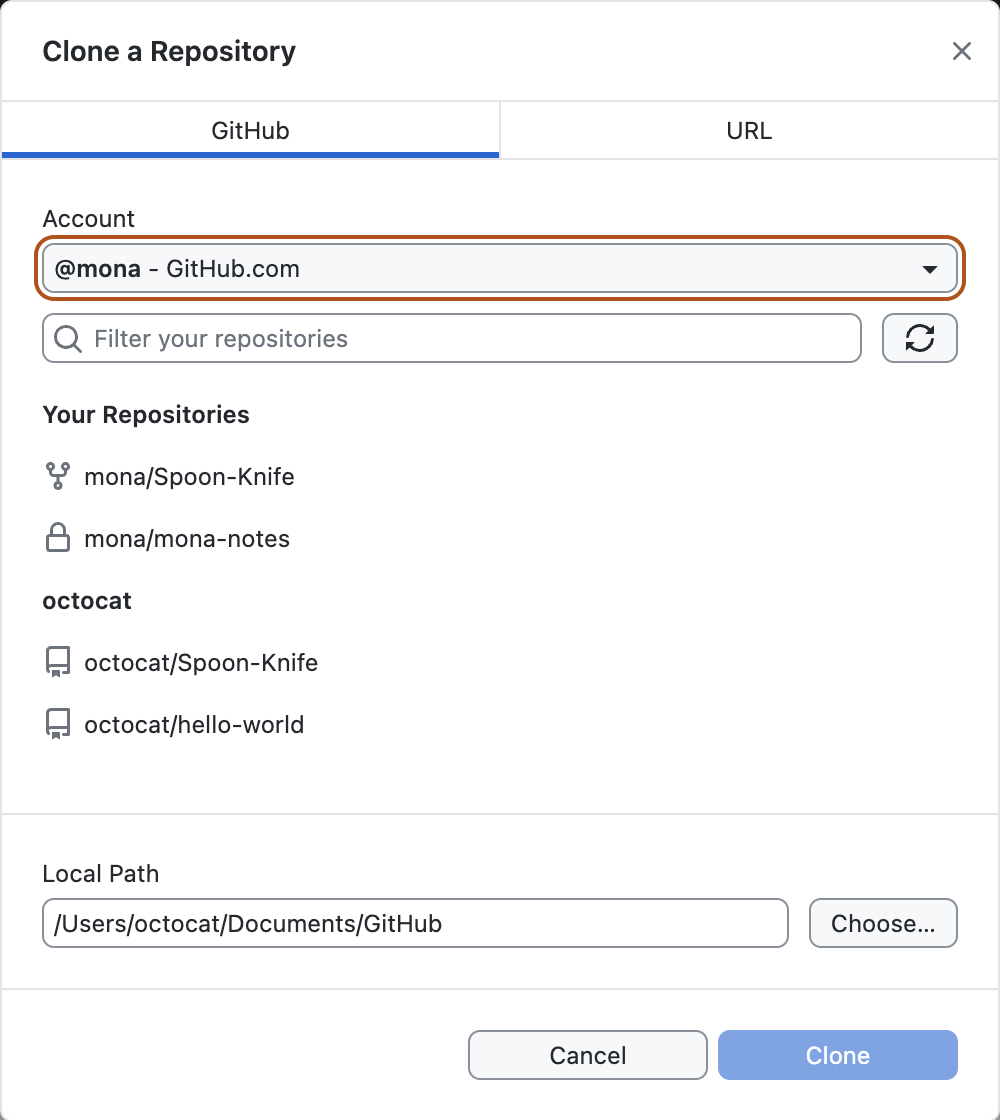 Clone a Repository
GitHub
URL
Account
@mona - GitHub.com
Filter your repositories
Your Repositories
mona/Spoon-Knife
mona/mona-notes
octocat
octocat/Spoon-Knife
octocat/hello-world
Local Path
/Users/octocat/Documents/GitHub
Choose...
Cancel
Clone